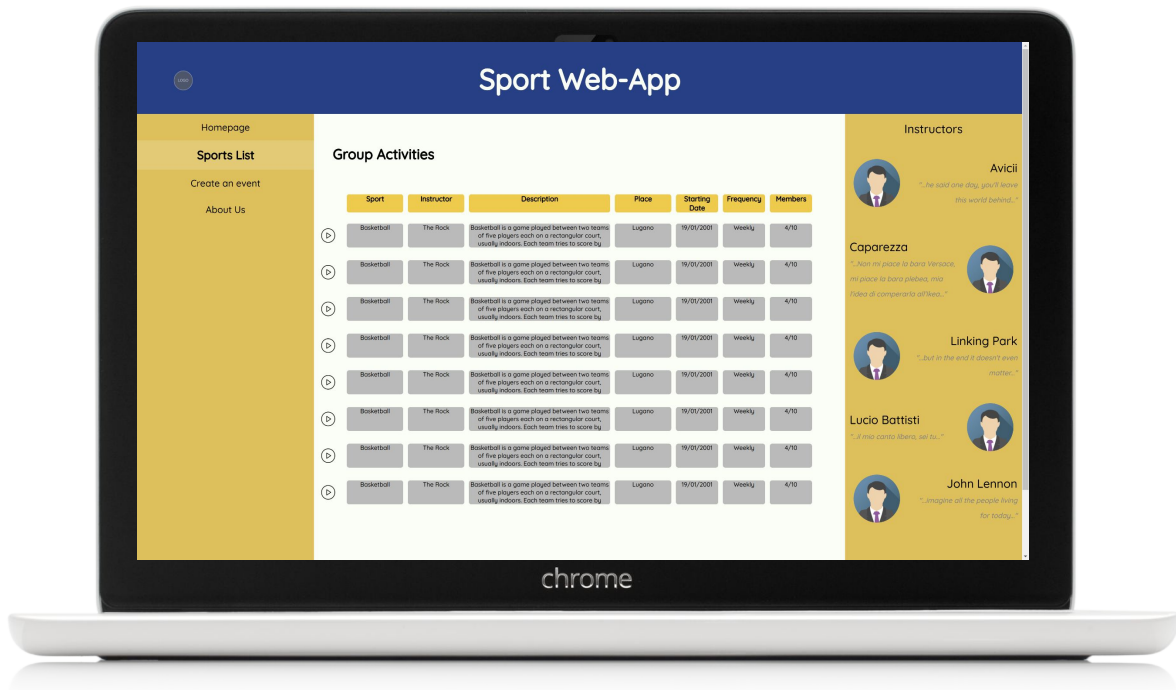 LOGO
Sport Web-App
Homepage
Sports List
Create an event
About Us
Group Activities
Sport Instructor Description Place Starting Frequency Members
Date
Basketball The Rock Basketball is a game played between two teams Lugano 19/01/2001 Weekly 4/10
of five players each on a rectangular court,
usually indoors. Each team tries to score by
Basketball The Rock Basketball is a game played between two teams Lugano 19/01/2001 Weekly 4/10
of five players each on a rectangular court,
usually indoors. Each team tries to score by
Basketball The Rock Basketball is a game played between two teams Lugano 19/01/2001 Weekly 4/10
of five players each on a rectangular court,
usually indoors. Each team tries to score by
Basketball The Rock Basketball is a game played between two teams Lugano 19/01/2001 Weekly 4/10
of five players each on a rectangular court,
usually indoors. Each team tries to score by
Basketball The Rock Basketball is a game played between two teams Lugano 19/01/2001 Weekly 4/10
of five players each on a rectangular court,
usually indoors. Each team tries to score by
Basketball The Rock Basketball is a game played between two teams Lugano 19/01/2001 Weekly 4/10
of five players each on a rectangular court,
usually indoors. Each team tries to score by
Basketball The Rock Basketball is a game played between two teams Lugano 19/01/2001 Weekly 4/10
of five players each on a rectangular court,
usually indoors. Each team tries to score by
Basketball The Rock Basketball is a game played between two teams Lugano 19/01/2001 Weekly 4/10
of five players each on a rectangular court,
usually indoors. Each team tries to score by
Instructors
Avicii
"...he said one day, you'll leave
this world behind..."
Caparezza
"...Non mi piace la bara Versace,
mi piace la bara plebea, mia
l'idea di comperarla all'ikea..."
Linking Park
"...but in the end it doesn't even
matter..."
Lucio Battisti
"...il mio canto libero, sei tu..."
John Lennon
"...Imagine all the people living
for today..."
chrome